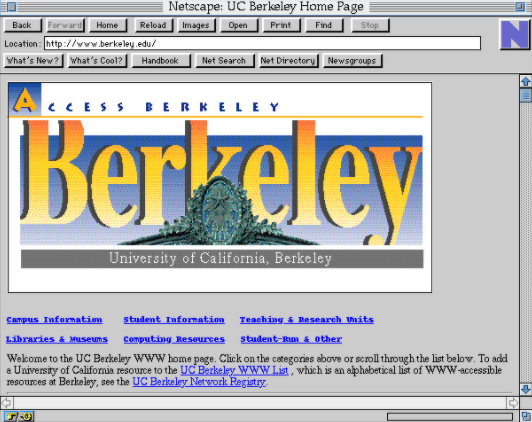 Netscape: UC Berkeley Home Page
Back Forward Home Reload Images Open Print Find Stop
Location: http://www.berkeley.edu/
N
What's New? What's Cool? Handbook Net Search Net Directory Newsgroups
ACCESS BERKELEY
Berkeley
University of California, Berkeley
Campus Information Student Information Teaching & Research Units
Libraries & Museums Computing Resources Student-Run & Other
Welcome to the UC Berkeley WWW home page. Click on the categories above or scroll through the list below. To add
a University of California resource to the UC Berkeley WWW List , which is an alphabetical list of WWW-accessible
resources at Berkeley, see the UC Berkeley Network Registry.